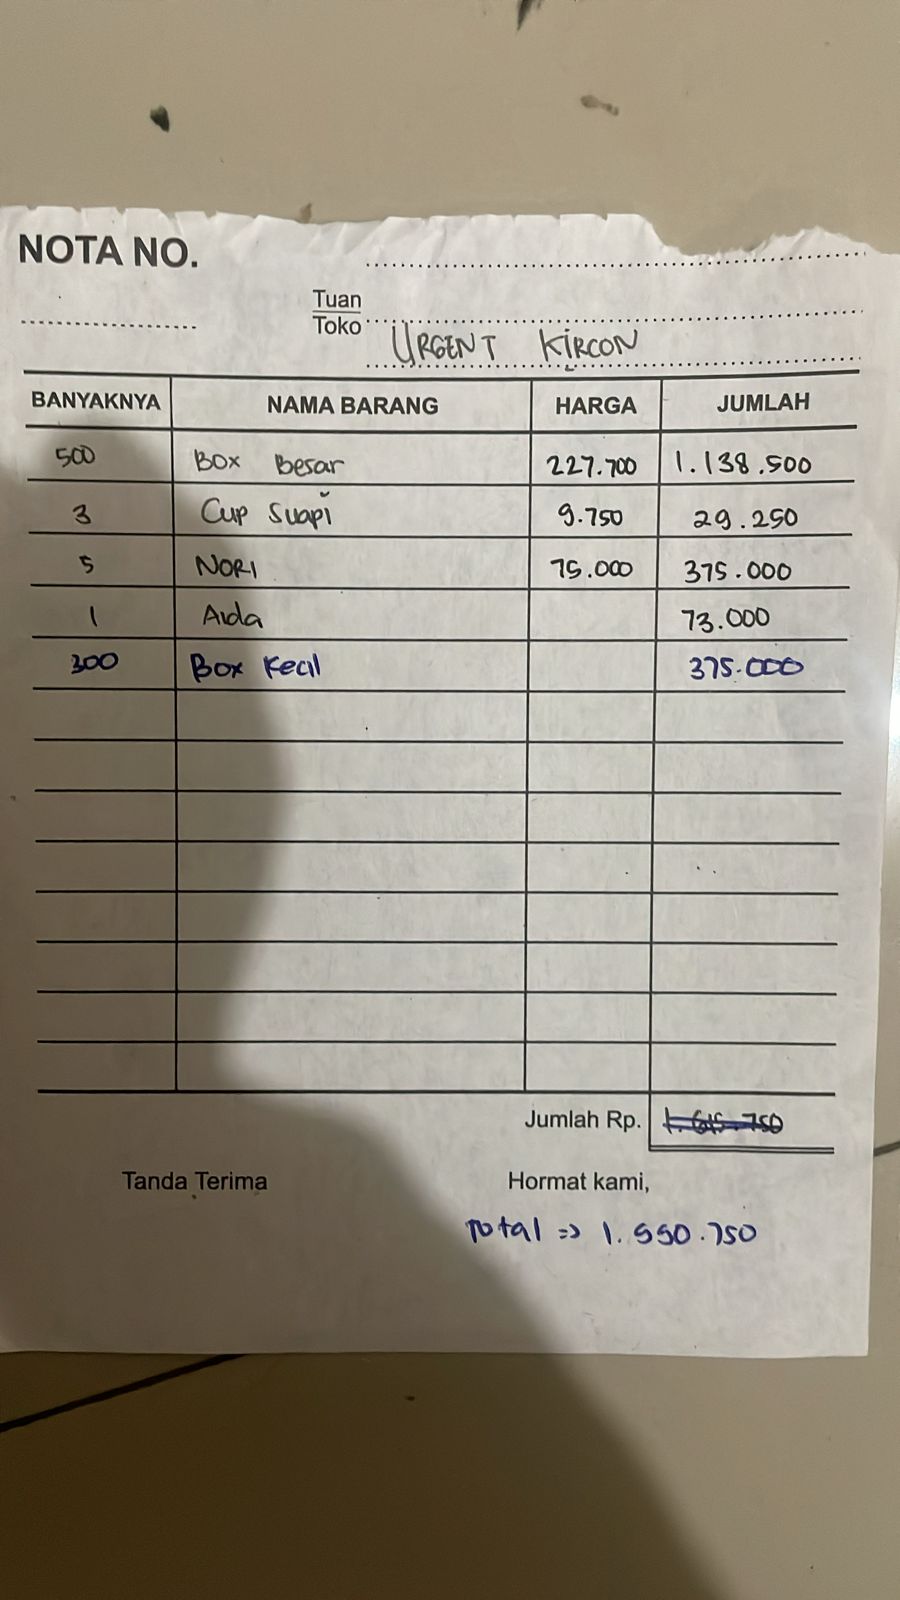 NOTA NO.
Tuan
Toko
URGENT KIRCON
BANYAKNYA NAMA BARANG HARGA JUMLAH
500 Box Besar 227.700 1.138.500
3 Cup Suapi 9.750 29.250
5 NORI 75.000 375.000
1 Aida 73.000
300 Box Kecil 375.000
Jumlah Rp. 1.615.750
Tanda Terima Hormat kami,
Total => 1.550.750